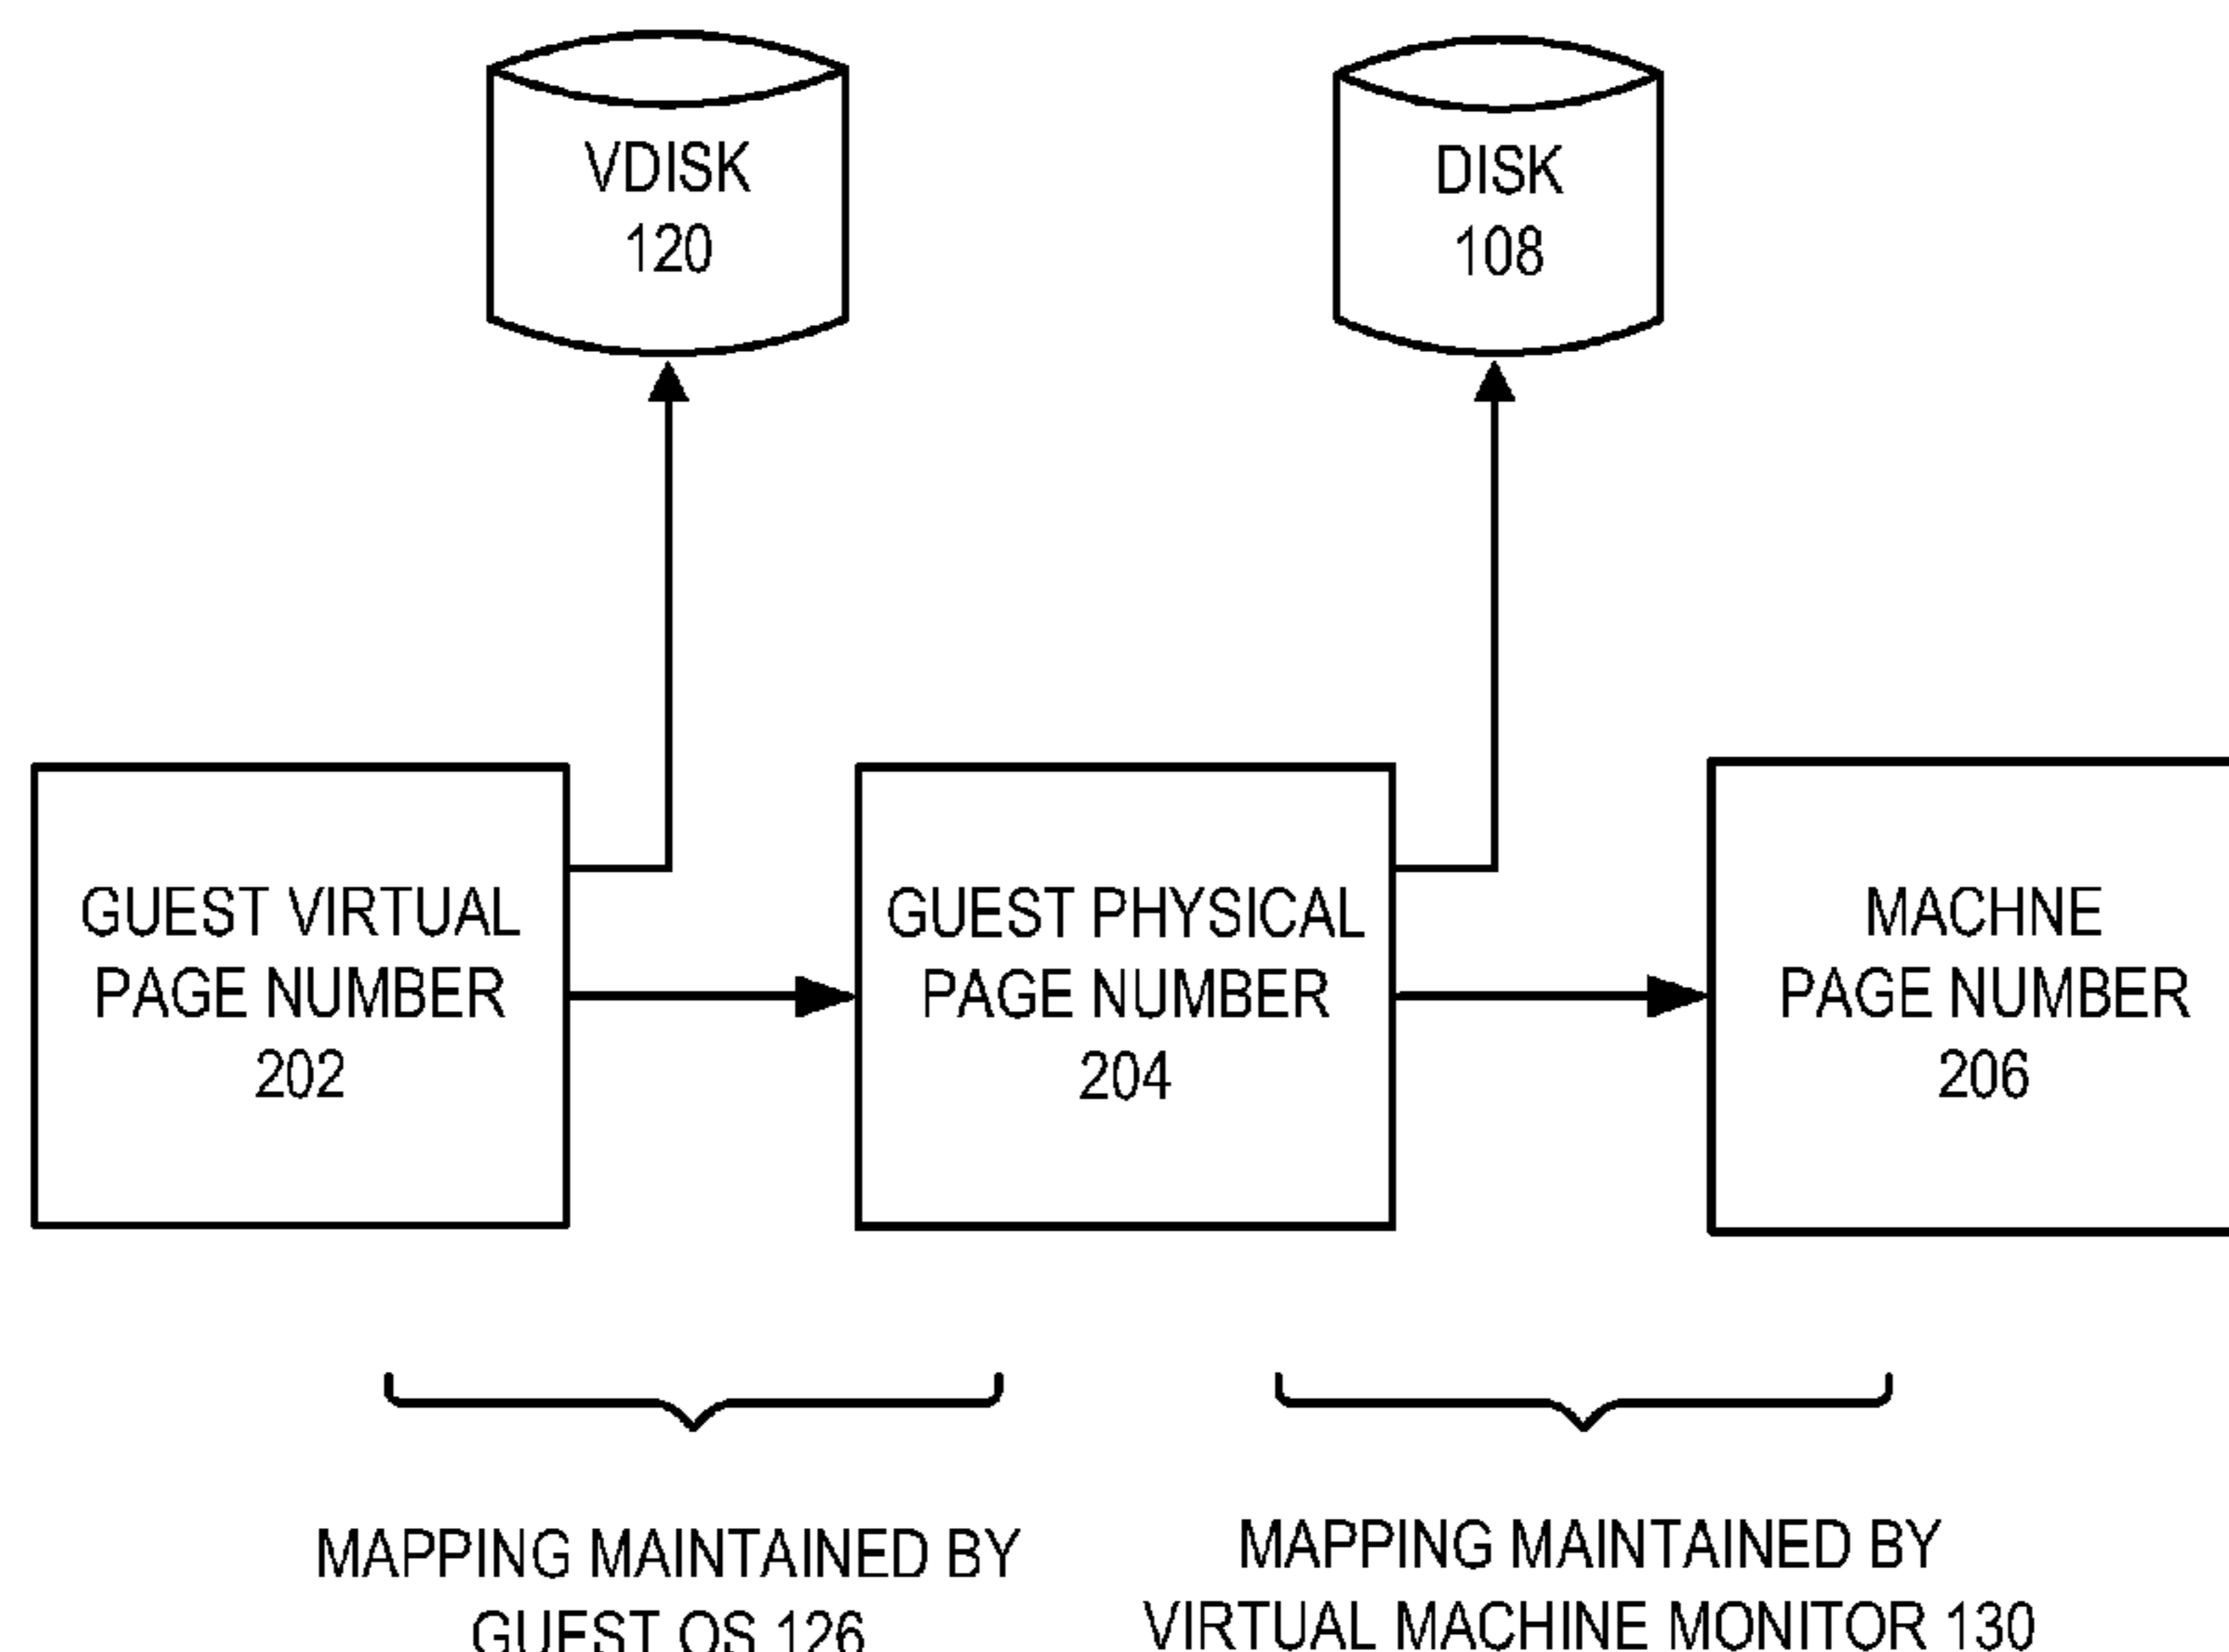 VDISK
120
DISK
108
GUEST VIRTUAL
PAGE NUMBER
202
GUEST PHYSICAL
PAGE NUMBER
204
MACHNE
PAGE NUMBER
206
MAPPING MAINTAINED BY
GUEST OS 126
MAPPING MAINTAINED BY
VIRTUAL MACHINE MONITOR 130